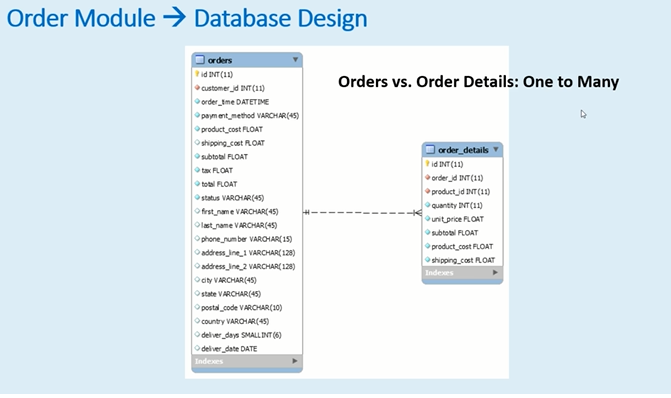 Order Module → Database Design
Orders vs. Order Details: One to Many
orders
id INT(11)
customer_id INT(11)
order_time DATETIME
payment_method VARCHAR(45)
product_cost FLOAT
shipping_cost FLOAT
subtotal FLOAT
tax FLOAT
total FLOAT
status VARCHAR(45)
first_name VARCHAR(45)
last_name VARCHAR(45)
phone_number VARCHAR(15)
address_line_1 VARCHAR(128)
address_line_2 VARCHAR(128)
city VARCHAR(45)
state VARCHAR(45)
postal_code VARCHAR(10)
country VARCHAR(45)
deliver_days SMALLINT(6)
deliver_date DATE
Indexes
order_details
id INT(11)
order_id INT(11)
product_id INT(11)
quantity INT(11)
unit_price FLOAT
subtotal FLOAT
product_cost FLOAT
shipping_cost FLOAT
Indexes